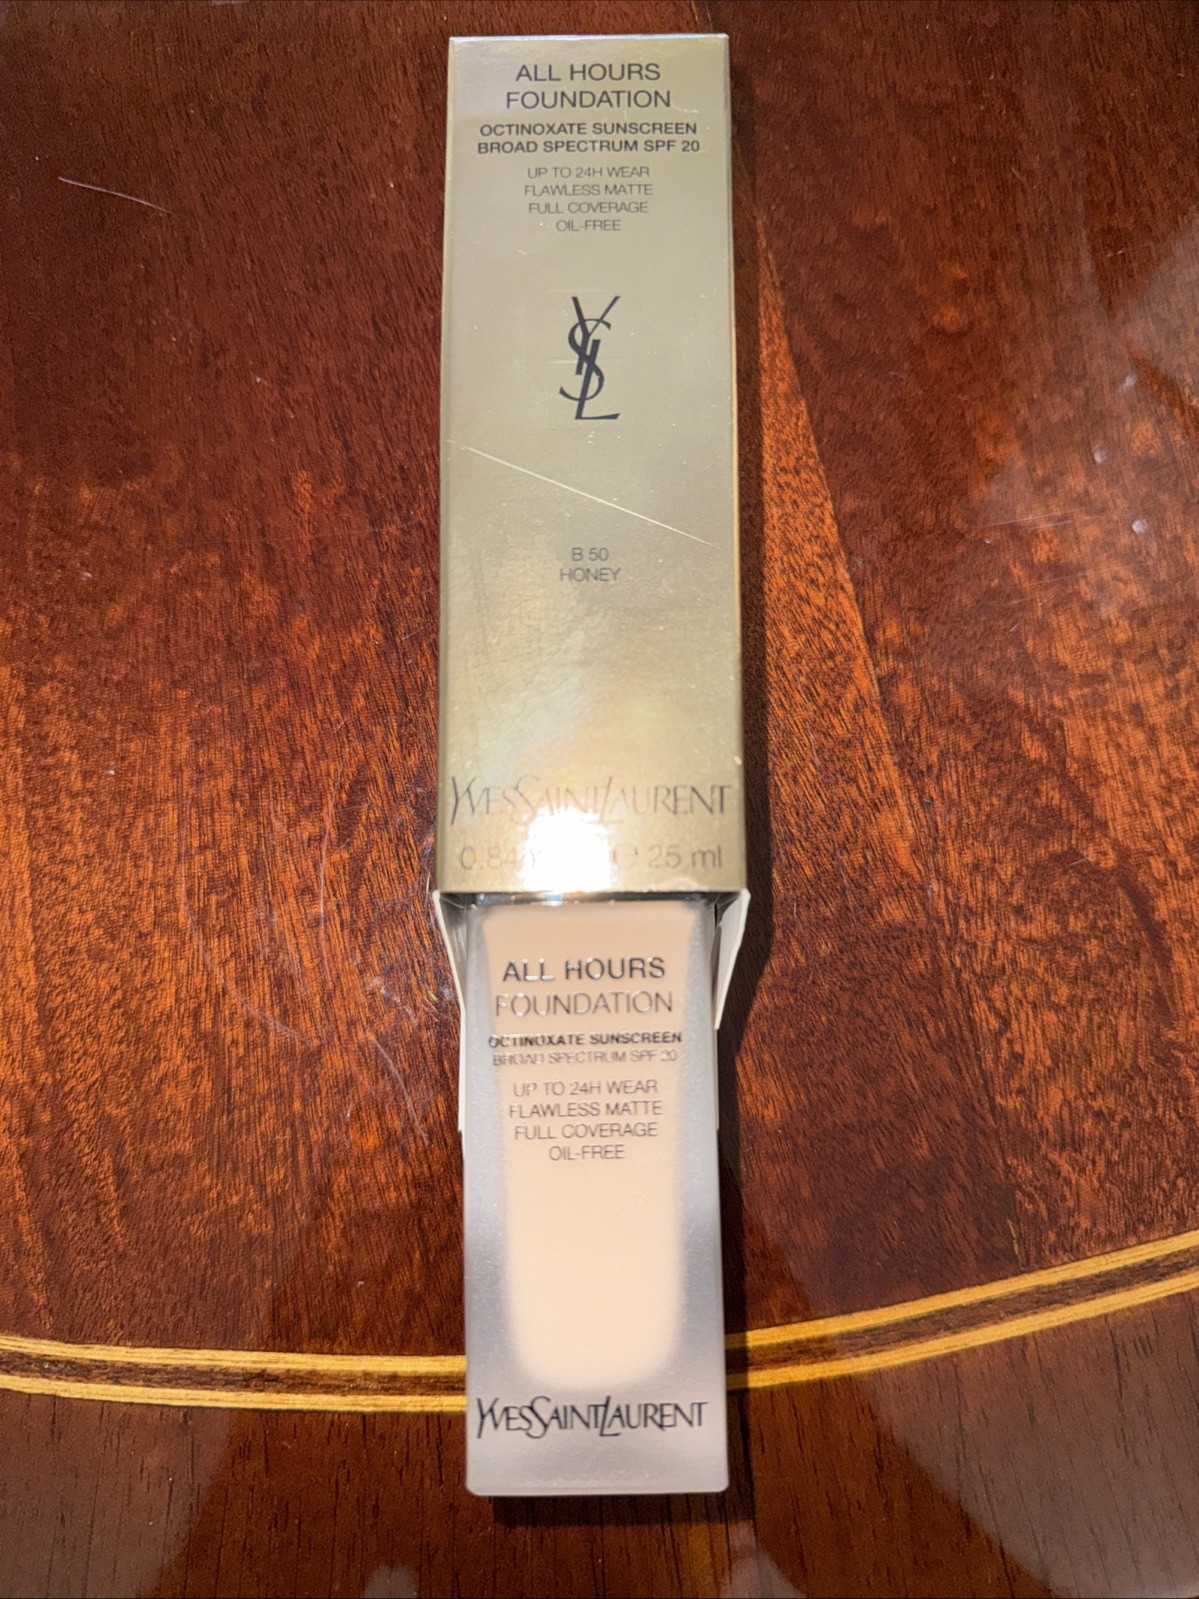 ALL HOURS
FOUNDATION
OCTINOXATE SUNSCREEN
BROAD SPECTRUM SPF 20
UP TO 24H WEAR
FLAWLESS MATTE
FULL COVERAGE
OIL-FREE
YSL
B 50
HONEY
YVESSAINTLAURENT
0.84 25 ml
ALL HOURS
FOUNDATION
OCTINOXATE SUNSCREEN
BROAD SPECTRUM SPF 20
UP TO 24H WEAR
FLAWLESS MATTE
FULL COVERAGE
OIL-FREE
YVESSAINTLAURENT